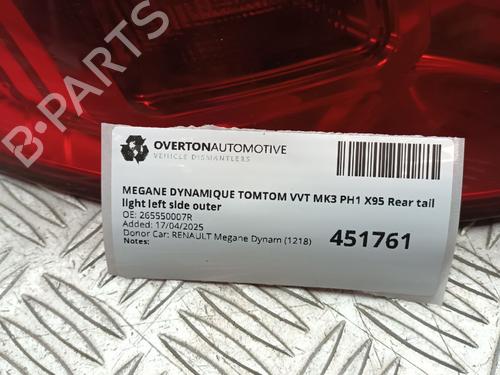 B-PARTS
OVERTONAUTOMOTIVE
VEHICLE DISMANTLERS
MEGANE DYNAMIQUE TOMTOM VVT MK3 PH1 X95 Rear tail
light left side outer
OE: 265550007R
Added: 17/04/2025
Donor Car: RENAULT Megane Dynam (1218)
Notes:
451761